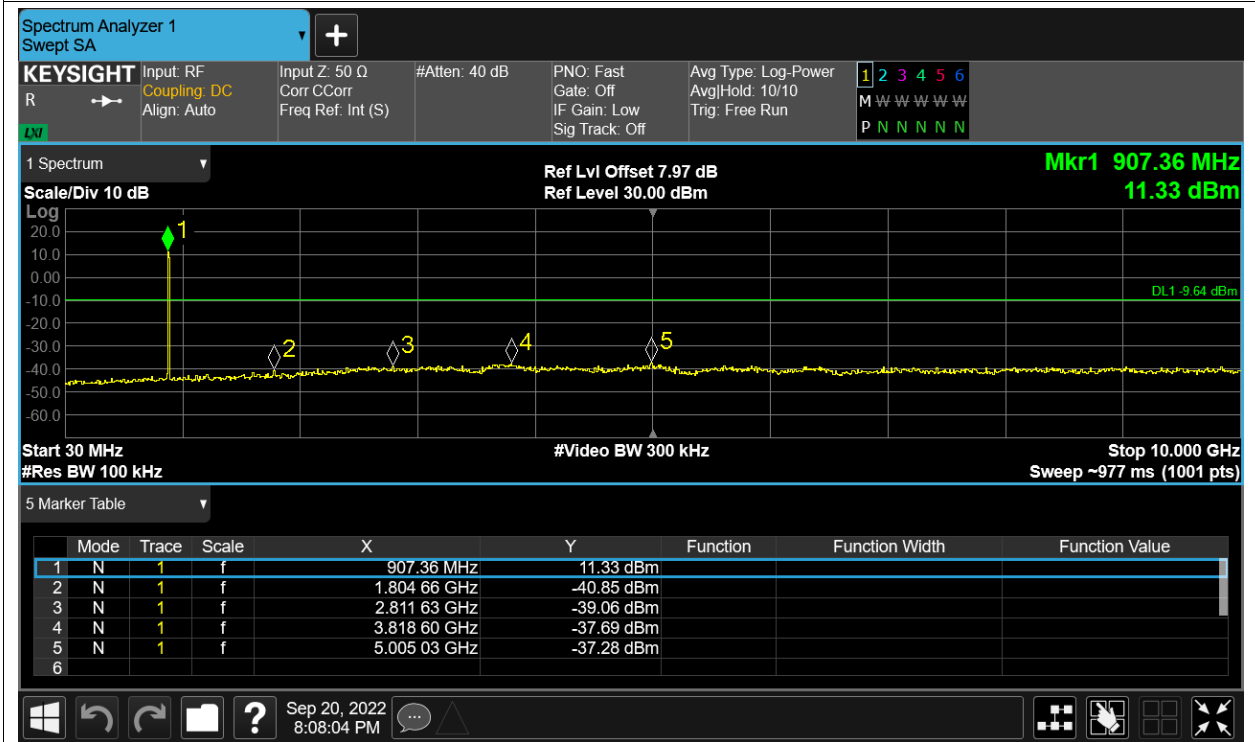 Spectrum Analyzer 1
Swept SA
+
KEYSIGHT Input: RF Input Z: 50 Ω #Atten: 40 dB PNO: Fast Avg Type: Log-Power 1 2 3 4 5 6
R Coupling: DC Corr CCorr Gate: Off Avg|Hold: 10/10 M W W W W W
Align: Auto Freq Ref: Int (S) IF Gain: Low Trig: Free Run
LXI Sig Track: Off P N N N N N
1 Spectrum Ref Lvl Offset 7.97 dB Mkr1 907.36 MHz
Scale/Div 10 dB Ref Level 30.00 dBm 11.33 dBm
Log
20.0 1
10.0
0.00
-10.0 DL1 -9.64 dBm
-20.0
-30.0 2 3 4 5
-40.0
-50.0
-60.0
Start 30 MHz #Video BW 300 kHz Stop 10.000 GHz
#Res BW 100 kHz Sweep ~977 ms (1001 pts)
5 Marker Table
Mode Trace Scale X Y Function Function Width Function Value
1 N 1 f 907.36 MHz 11.33 dBm
2 N 1 f 1.804 66 GHz -40.85 dBm
3 N 1 f 2.811 63 GHz -39.06 dBm
4 N 1 f 3.818 60 GHz -37.69 dBm
5 N 1 f 5.005 03 GHz -37.28 dBm
6
? Sep 20, 2022
8:08:04 PM